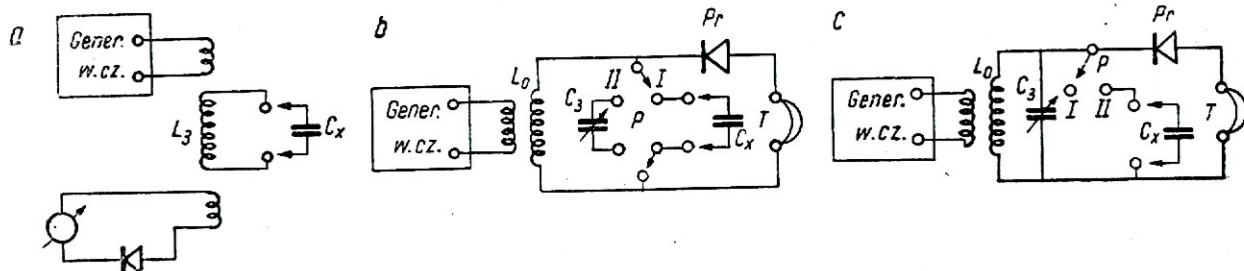 a
Gener.
w.cz.
L3
Cx
b
Gener.
w.cz.
L0
C3
II
I
P
Cx
Pr
T
c
Gener.
w.cz.
L0
C3
I
II
P
Cx
Pr
T